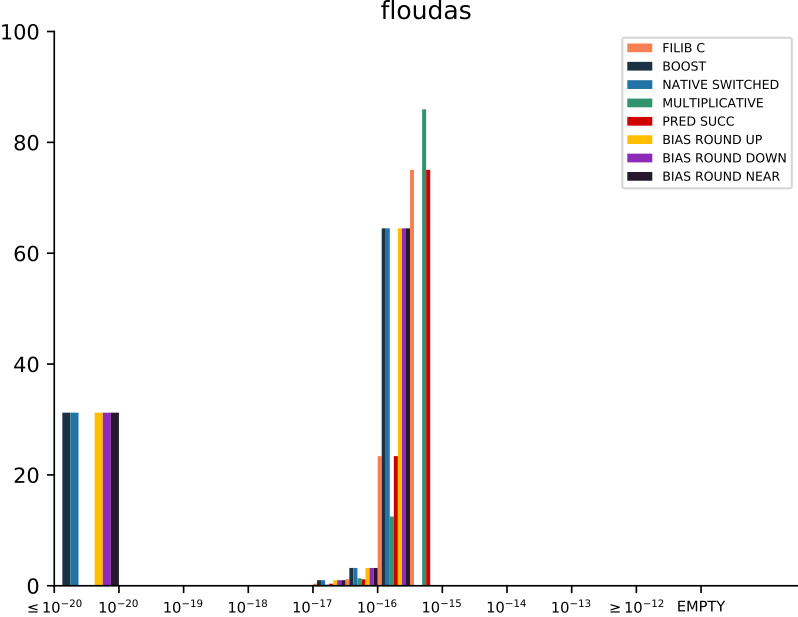 floudas
100
80
60
40
20
0
FILIB C
BOOST
NATIVE SWITCHED
MULTIPLICATIVE
PRED SUCC
BIAS ROUND UP
BIAS ROUND DOWN
BIAS ROUND NEAR
≤ 10⁻²⁰ 10⁻²⁰ 10⁻¹⁹ 10⁻¹⁸ 10⁻¹⁷ 10⁻¹⁶ 10⁻¹⁵ 10⁻¹⁴ 10⁻¹³ ≥ 10⁻¹² EMPTY